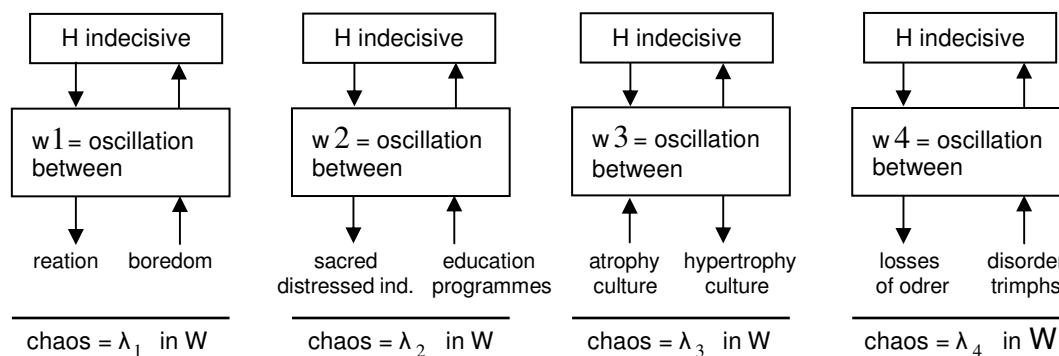 H indecisive
w1 = oscillation
between
reation boredom
chaos = λ1 in W
H indecisive
w2 = oscillation
between
sacred education
distressed ind. programmes
chaos = λ2 in W
H indecisive
w3 = oscillation
between
atrophy hypertrophy
culture culture
chaos = λ3 in W
H indecisive
w4 = oscillation
between
losses disorder
of odrer trimphs
chaos = λ4 in W